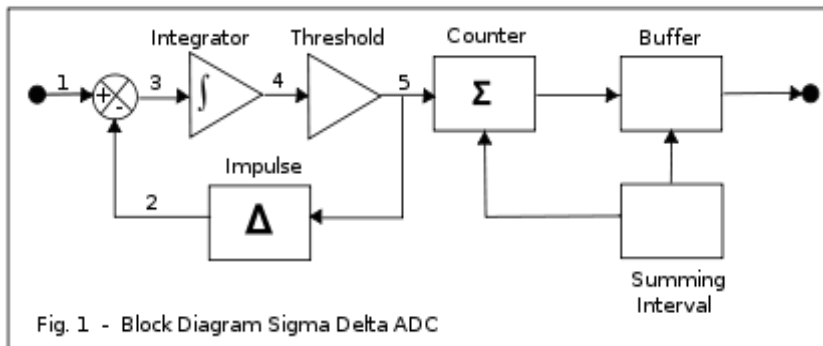 Integrator
Threshold
Counter
Buffer
1
+
-
3
∫
4
5
Σ
Impulse
2
Δ
Summing
Interval
Fig. 1 - Block Diagram Sigma Delta ADC